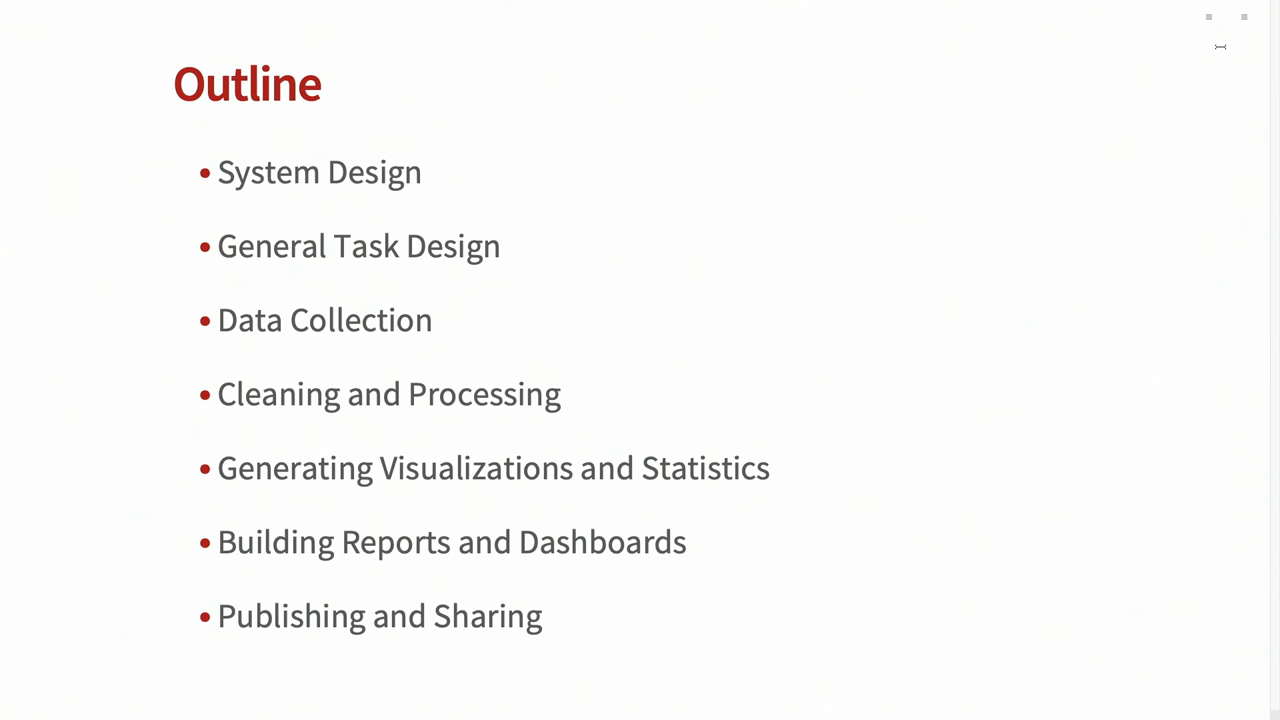 Outline
• System Design
• General Task Design
• Data Collection
• Cleaning and Processing
• Generating Visualizations and Statistics
• Building Reports and Dashboards
• Publishing and Sharing